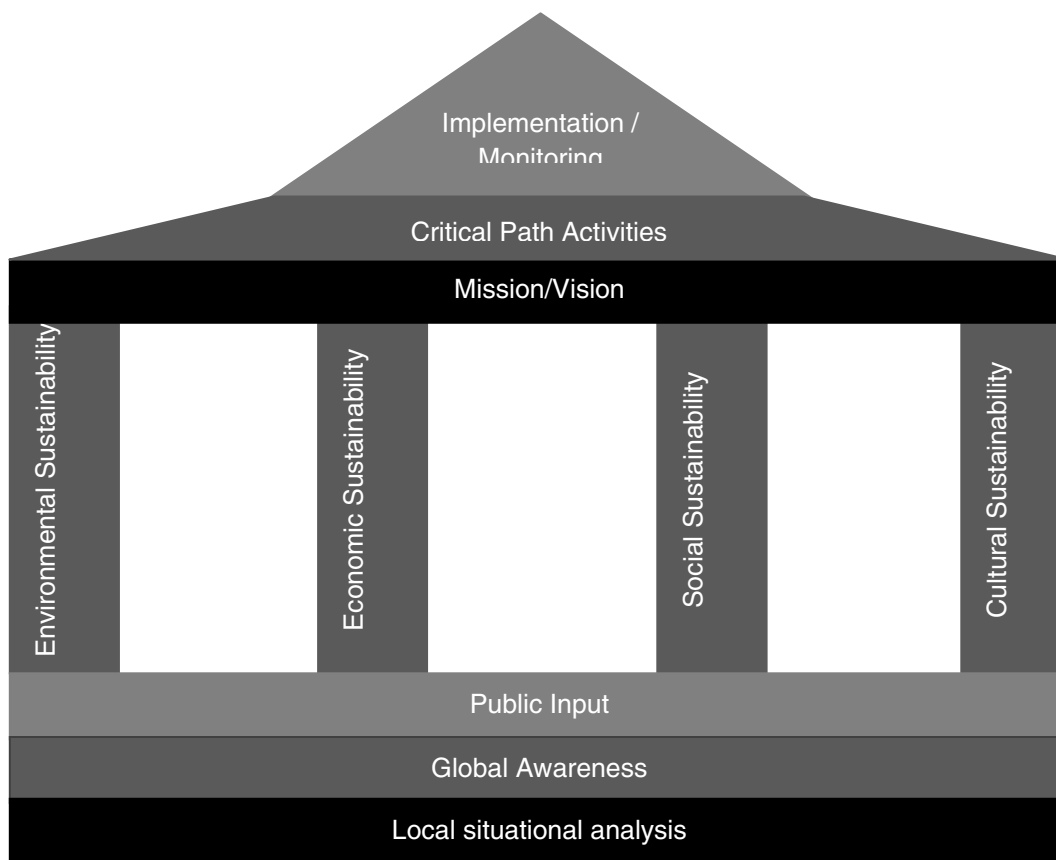 Implementation /
Monitoring
Critical Path Activities
Mission/Vision
Environmental Sustainability
Economic Sustainability
Social Sustainability
Cultural Sustainability
Public Input
Global Awareness
Local situational analysis